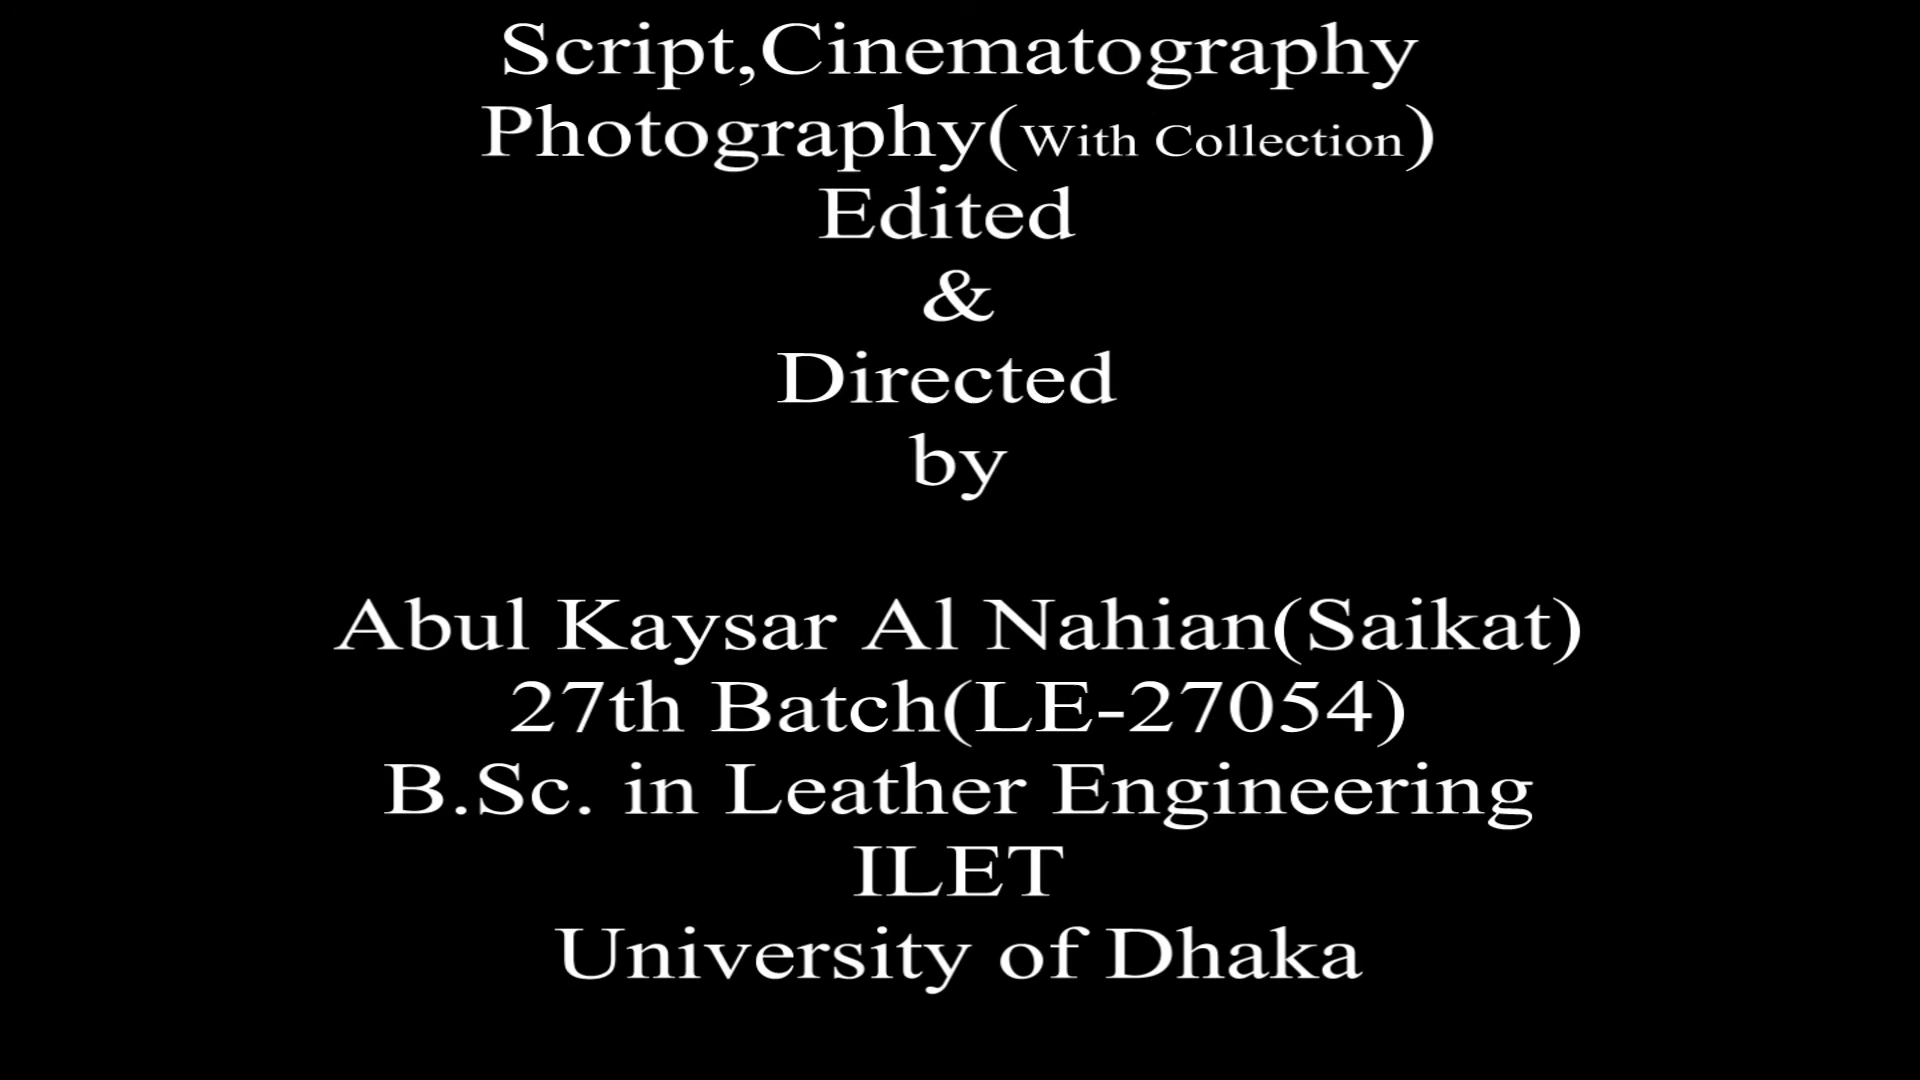 Script,Cinematography
Photography(With Collection)
Edited
&
Directed
by
Abul Kaysar Al Nahian(Saikat)
27th Batch(LE-27054)
B.Sc. in Leather Engineering
ILET
University of Dhaka